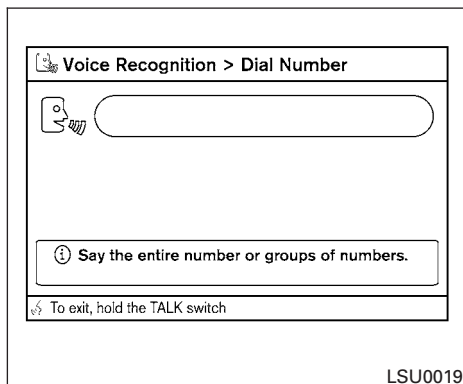 Voice Recognition > Dial Number
Say the entire number or groups of numbers.
To exit, hold the TALK switch
LSU0019